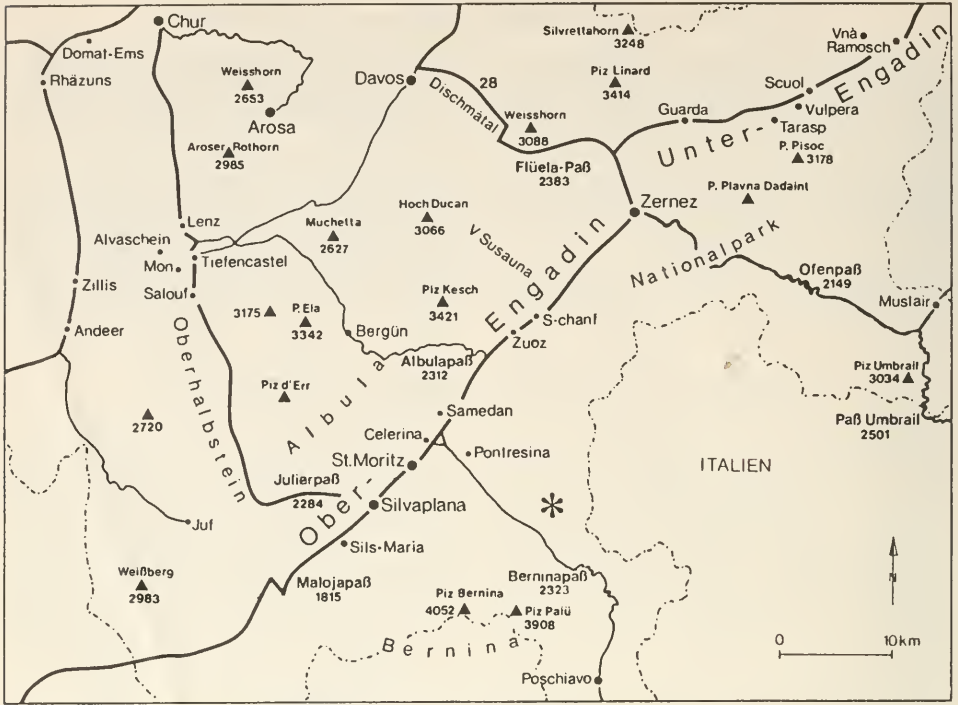 Chur
Domat-Ems
Rhäzuns
Weisshorn
2653
Arosa
Aroser Rothorn
2985
Davos
28
Dischmätal
Silvrettahorn
3248
Piz Linard
3414
Weisshorn
3088
Flüela-Paß
2383
Guarda
Vnà
Ramosch
Scuol
Vulpera
Tarasp
P. Pisoc
3178
Unter-Engadin
P. Plavna Dadaint
Zernez
Nationalpark
Ofenpaß
2149
Mustair
Piz Umbrail
3034
Paß Umbrail
2501
Lenz
Alvaschein
Mon
Tiefencastel
Salouf
Zillis
Andeer
Muchetta
2627
Hoch Ducan
3066
V Susauna
Piz Kesch
3421
3175
P. Ela
3342
Bergün
Albulapaß
2312
S-chanf
Zuoz
Engadin
Oberhalbstein
Albula
Piz d'Err
2720
Samedan
Celerina
Pontresina
St.Moritz
Julierpaß
2284
Silvaplana
Ober-
Sils-Maria
Juf
Weißberg
2983
Malojapaß
1815
ITALIEN
*
Berninapaß
2323
Piz Bernina
4052
Piz Palü
3908
Bernina
Poschiavo
N
0 10km